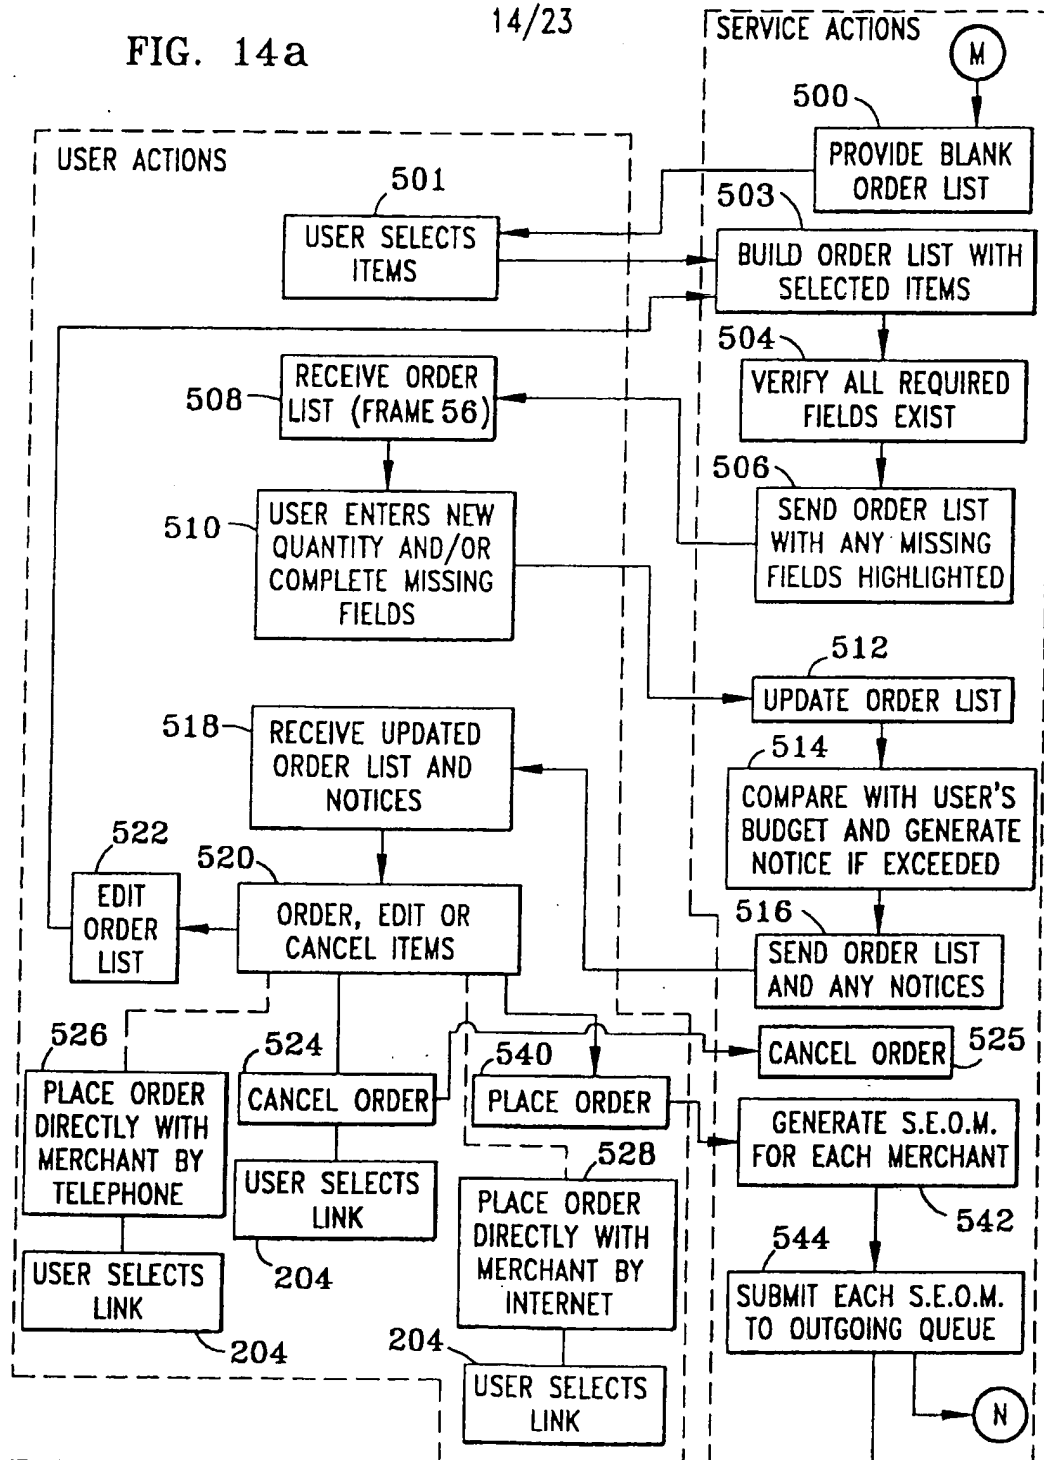 14/23
FIG. 14a
SERVICE ACTIONS
M
500
PROVIDE BLANK
ORDER LIST
USER ACTIONS
501
USER SELECTS
ITEMS
503
BUILD ORDER LIST WITH
SELECTED ITEMS
504
VERIFY ALL REQUIRED
FIELDS EXIST
508
RECEIVE ORDER
LIST (FRAME 56)
506
SEND ORDER LIST
WITH ANY MISSING
FIELDS HIGHLIGHTED
510
USER ENTERS NEW
QUANTITY AND/OR
COMPLETE MISSING
FIELDS
512
UPDATE ORDER LIST
518
RECEIVE UPDATED
ORDER LIST AND
NOTICES
514
COMPARE WITH USER'S
BUDGET AND GENERATE
NOTICE IF EXCEEDED
522
EDIT
ORDER
LIST
520
ORDER, EDIT OR
CANCEL ITEMS
516
SEND ORDER LIST
AND ANY NOTICES
526
PLACE ORDER
DIRECTLY WITH
MERCHANT BY
TELEPHONE
524
CANCEL ORDER
540
PLACE ORDER
CANCEL ORDER
525
GENERATE S.E.O.M.
FOR EACH MERCHANT
542
USER SELECTS
LINK
204
528
PLACE ORDER
DIRECTLY WITH
MERCHANT BY
INTERNET
544
SUBMIT EACH S.E.O.M.
TO OUTGOING QUEUE
USER SELECTS
LINK
204
204
USER SELECTS
LINK
N